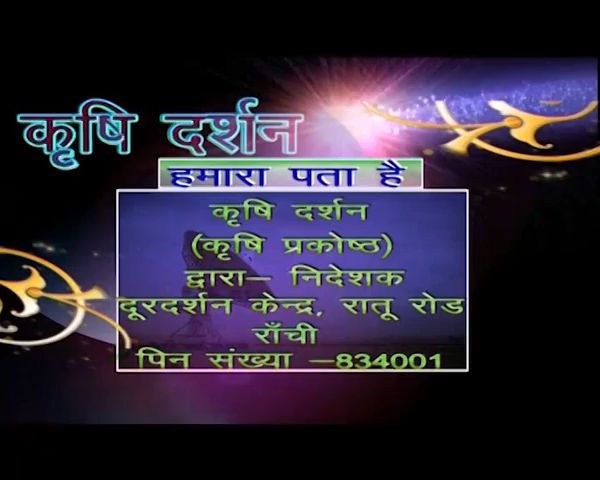 कृषि दर्शन
हमारा पता है
कृषि दर्शन
(कृषि प्रकोष्ठ)
द्वारा– निदेशक
दूरदर्शन केन्द्र, रातू रोड
राँची
पिन संख्या –834001